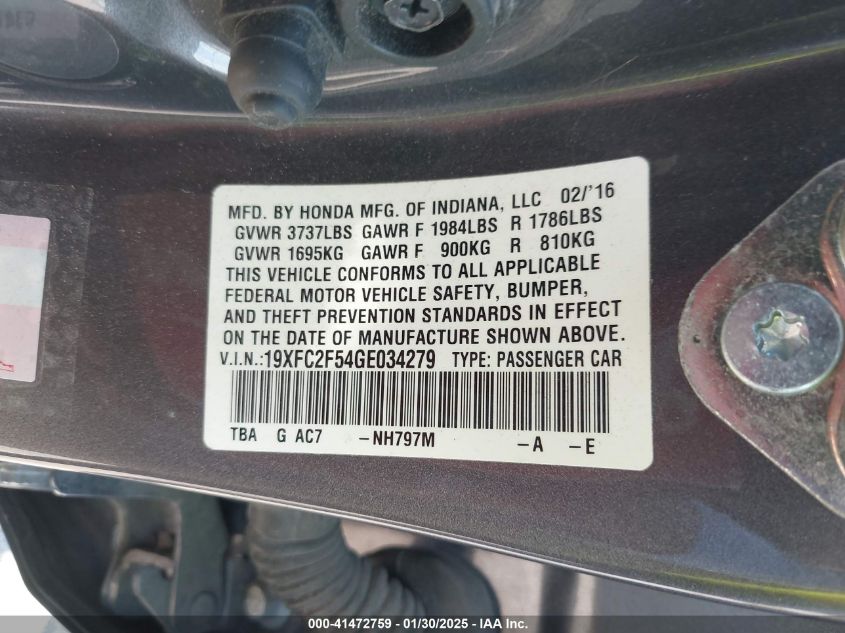 MFD. BY HONDA MFG. OF INDIANA, LLC 02/'16
GVWR 3737LBS GAWR F 1984LBS R 1786LBS
GVWR 1695KG GAWR F 900KG R 810KG
THIS VEHICLE CONFORMS TO ALL APPLICABLE
FEDERAL MOTOR VEHICLE SAFETY, BUMPER,
AND THEFT PREVENTION STANDARDS IN EFFECT
ON THE DATE OF MANUFACTURE SHOWN ABOVE.
V.I.N.:19XFC2F54GE034279 TYPE: PASSENGER CAR
TBA G AC7 -NH797M -A -E
000-41472759 | 01/30/2025 - IAA Inc.